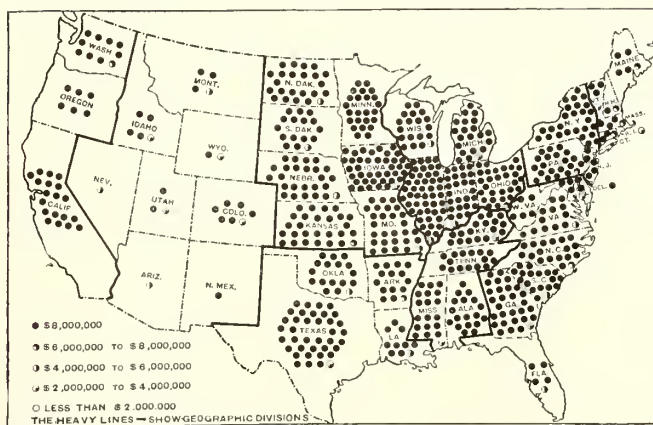 WASH.
MONT.
N. DAK.
MINN.
MAINE
OREGON
IDAHO
S. DAK.
WIS.
MICH.
N.Y.
MASS.
WYO.
CT.
NEBR.
IOWA
PA.
N.J.
NEV.
UTAH
COLO.
IND.
OHIO
DEL.
CALIF.
KANSAS
MO.
W. VA.
VA.
KY.
N.C.
TENN.
ARIZ.
N. MEX.
OKLA.
ARK.
S.C.
TEXAS
MISS.
ALA.
GA.
LA.
FLA.
$8,000,000
$6,000,000 TO $8,000,000
$4,000,000 TO $6,000,000
$2,000,000 TO $4,000,000
LESS THAN $2,000,000
THE HEAVY LINES — SHOW GEOGRAPHIC DIVISIONS